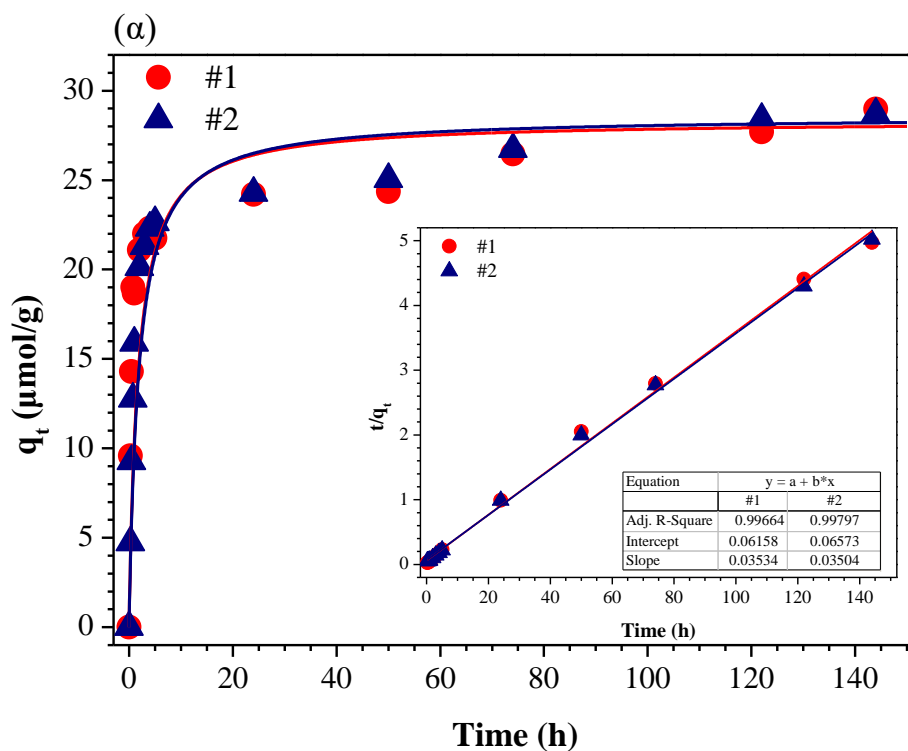 (α)
#1
#2
30
25
20
15
10
5
0
qt (μmol/g)
0 20 40 60 80 100 120 140
Time (h)
#1
#2
5
4
3
2
1
0
t/qt
0 20 40 60 80 100 120 140
Time (h)
Equation y = a + b*x
#1 #2
Adj. R-Square 0.99664 0.99797
Intercept 0.06158 0.06573
Slope 0.03534 0.03504